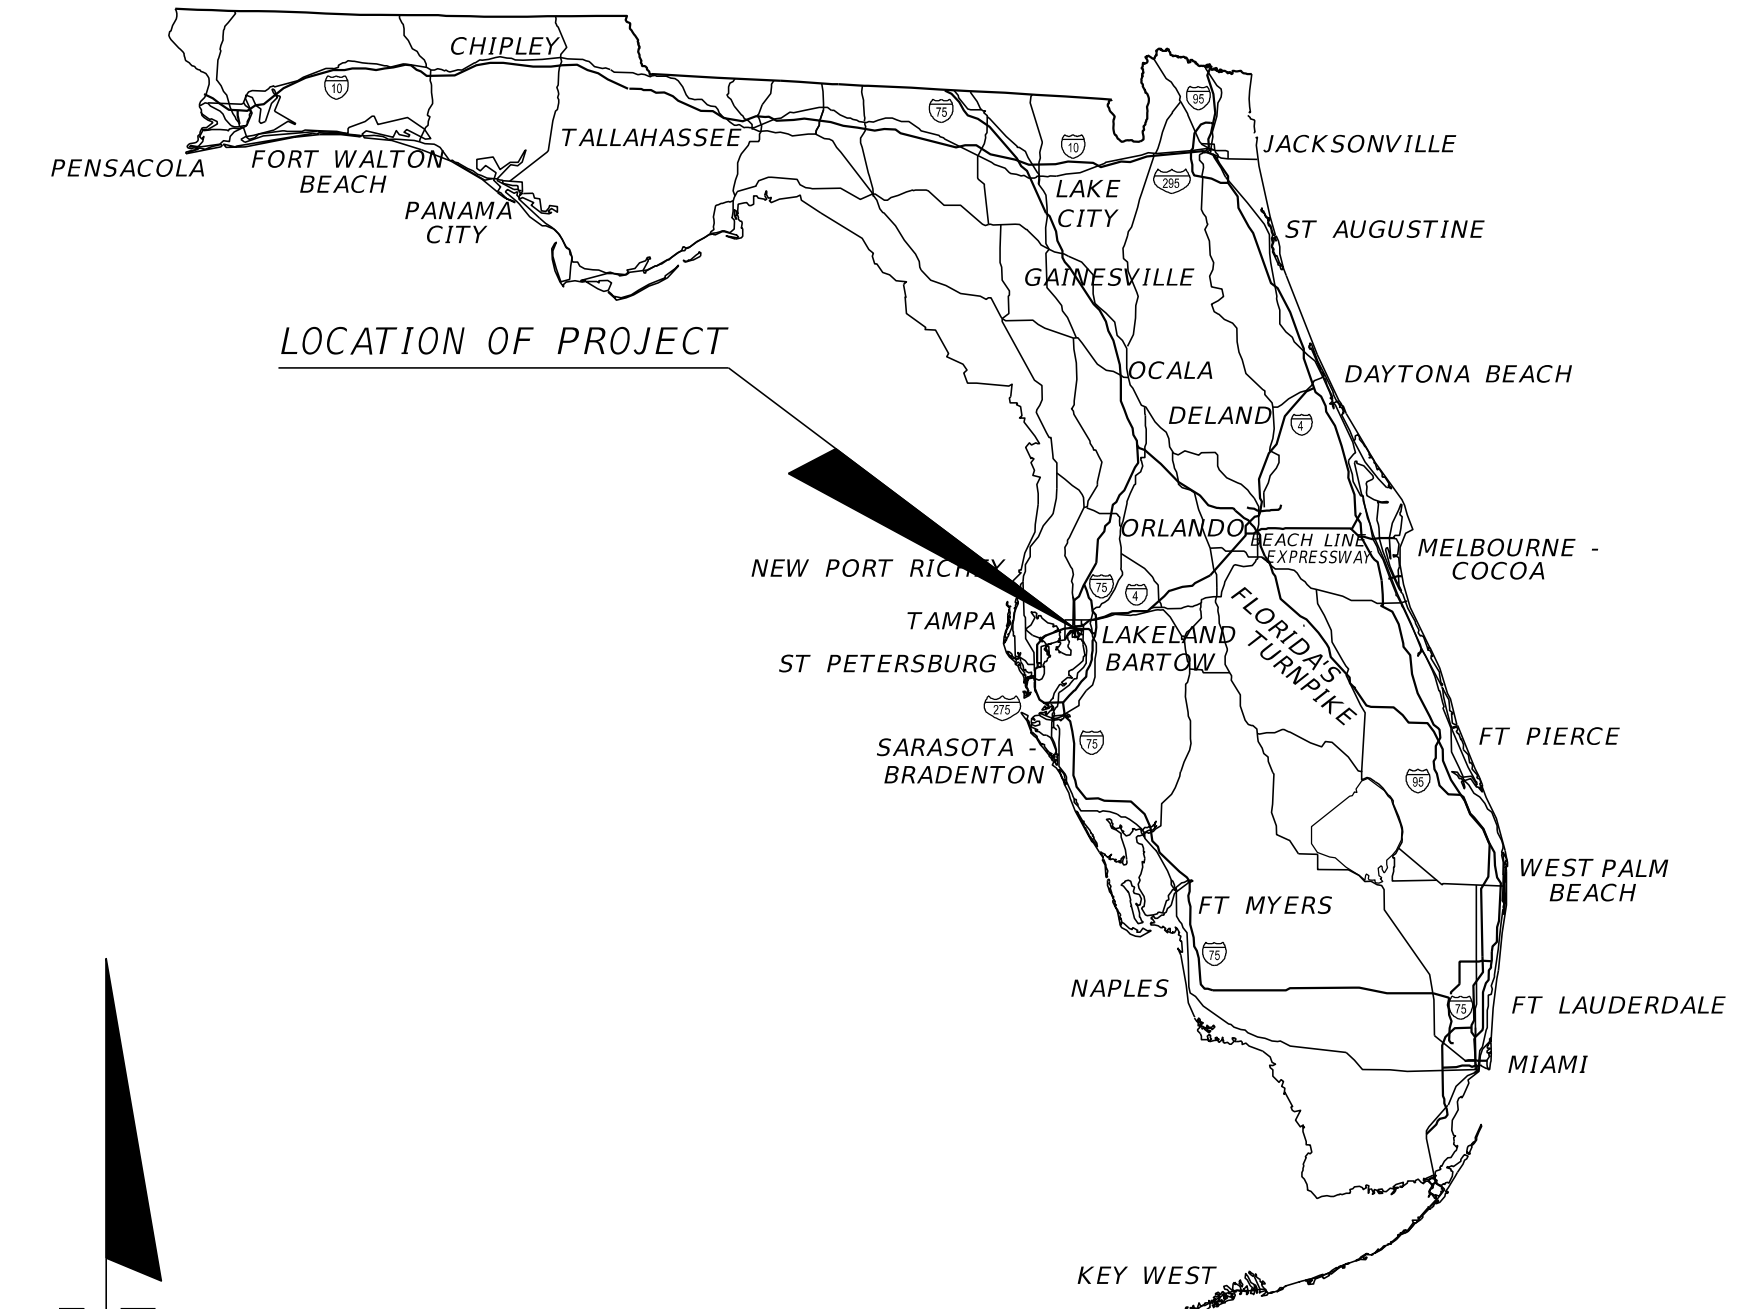 CHIPLEY
10
75
95
TALLAHASSEE
10
JACKSONVILLE
PENSACOLA
FORT WALTON
BEACH
295
LAKE
CITY
PANAMA
CITY
ST AUGUSTINE
GAINESVILLE
LOCATION OF PROJECT
OCALA
DAYTONA BEACH
DELAND
4
ORLANDO
BEACH LINE
EXPRESSWAY
MELBOURNE -
COCOA
NEW PORT RICHEY
75
4
FLORIDA'S
TURNPIKE
TAMPA
LAKELAND
BARTOW
ST PETERSBURG
275
75
SARASOTA -
BRADENTON
FT PIERCE
95
WEST PALM
BEACH
FT MYERS
75
NAPLES
75
FT LAUDERDALE
MIAMI
KEY WEST